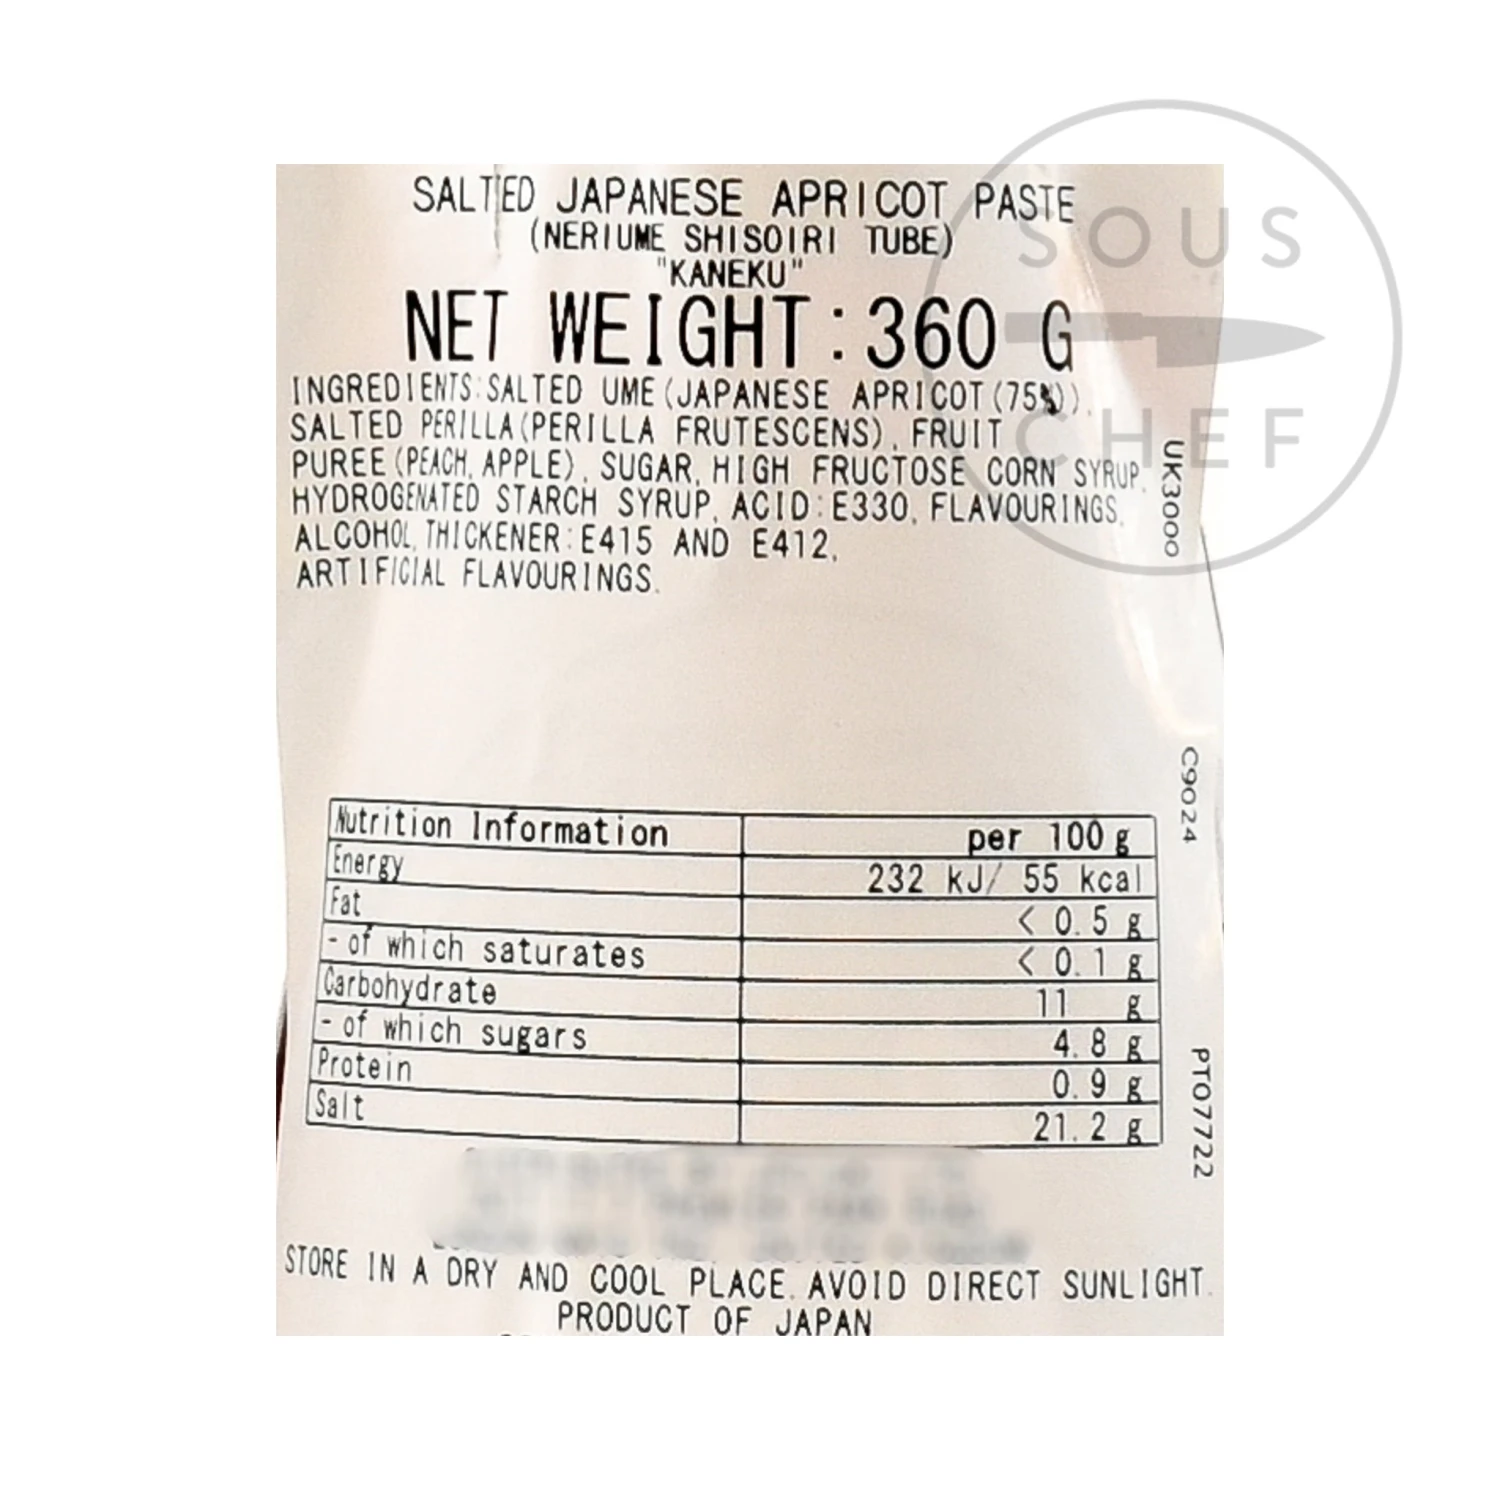 SALTED JAPANESE APRICOT PASTE
(NERIUME SHISOIRI TUBE)
"KANEKU"
NET WEIGHT:360 G
INGREDIENTS:SALTED UME(JAPANESE APRICOT(75%)),
SALTED PERILLA(PERILLA FRUTESCENS), FRUIT
PUREE(PEACH, APPLE), SUGAR, HIGH FRUCTOSE CORN SYRUP,
HYDROGENATED STARCH SYRUP, ACID:E330, FLAVOURINGS,
ALCOHOL, THICKENER:E415 AND E412,
ARTIFICIAL FLAVOURINGS.
SOUS
CHEF
UK3000
C9024
PT07722
Nutrition Information per 100 g
Energy 232 kJ/ 55 kcal
Fat < 0.5 g
- of which saturates < 0.1 g
Carbohydrate 11 g
- of which sugars 4.8 g
Protein 0.9 g
Salt 21.2 g
STORE IN A DRY AND COOL PLACE. AVOID DIRECT SUNLIGHT.
PRODUCT OF JAPAN